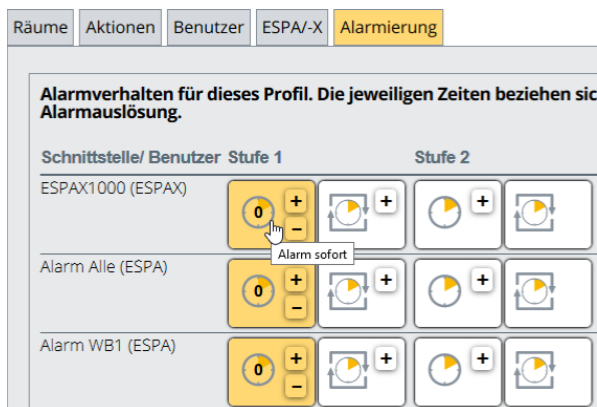 Räume Aktionen Benutzer ESPA/-X Alarmierung
Alarmverhalten für dieses Profil. Die jeweiligen Zeiten beziehen sic
Alarmauslösung.
Schnittstelle/ Benutzer Stufe 1 Stufe 2
ESPAX1000 (ESPAX) 0 + − + +
Alarm sofort
Alarm Alle (ESPA) 0 + − + +
Alarm WB1 (ESPA) 0 + − + +